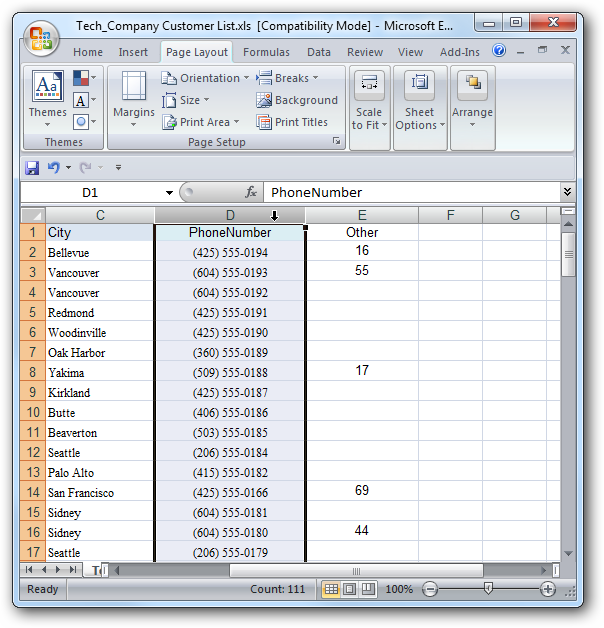 Tech_Company Customer List.xls [Compatibility Mode] - Microsoft E...
Home Insert Page Layout Formulas Data Review View Add-Ins
Aa Themes
A
Themes
Margins
Orientation
Size
Print Area
Breaks
Background
Print Titles
Page Setup
Scale to Fit
Sheet Options
Arrange
D1 fx PhoneNumber
C D E F G
1 City PhoneNumber Other
2 Bellevue (425) 555-0194 16
3 Vancouver (604) 555-0193 55
4 Vancouver (604) 555-0192
5 Redmond (425) 555-0191
6 Woodinville (425) 555-0190
7 Oak Harbor (360) 555-0189
8 Yakima (509) 555-0188 17
9 Kirkland (425) 555-0187
10 Butte (406) 555-0186
11 Beaverton (503) 555-0185
12 Seattle (206) 555-0184
13 Palo Alto (415) 555-0182
14 San Francisco (425) 555-0166 69
15 Sidney (604) 555-0181
16 Sidney (604) 555-0180 44
17 Seattle (206) 555-0179
Ready Count: 111 100%